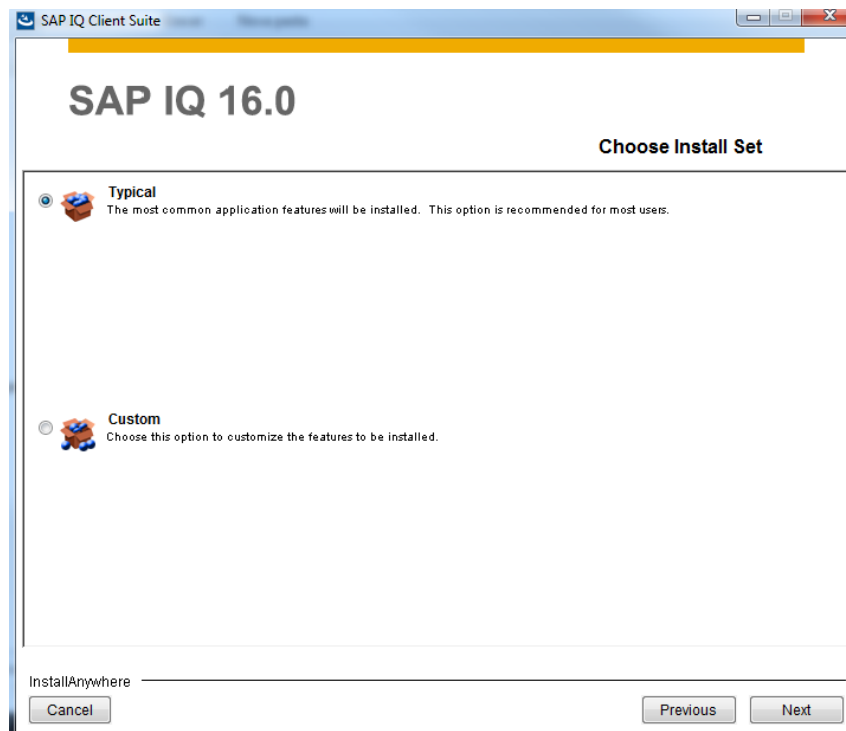 SAP IQ Client Suite
SAP IQ 16.0
Choose Install Set
Typical
The most common application features will be installed. This option is recommended for most users.
Custom
Choose this option to customize the features to be installed.
InstallAnywhere
Cancel
Previous
Next